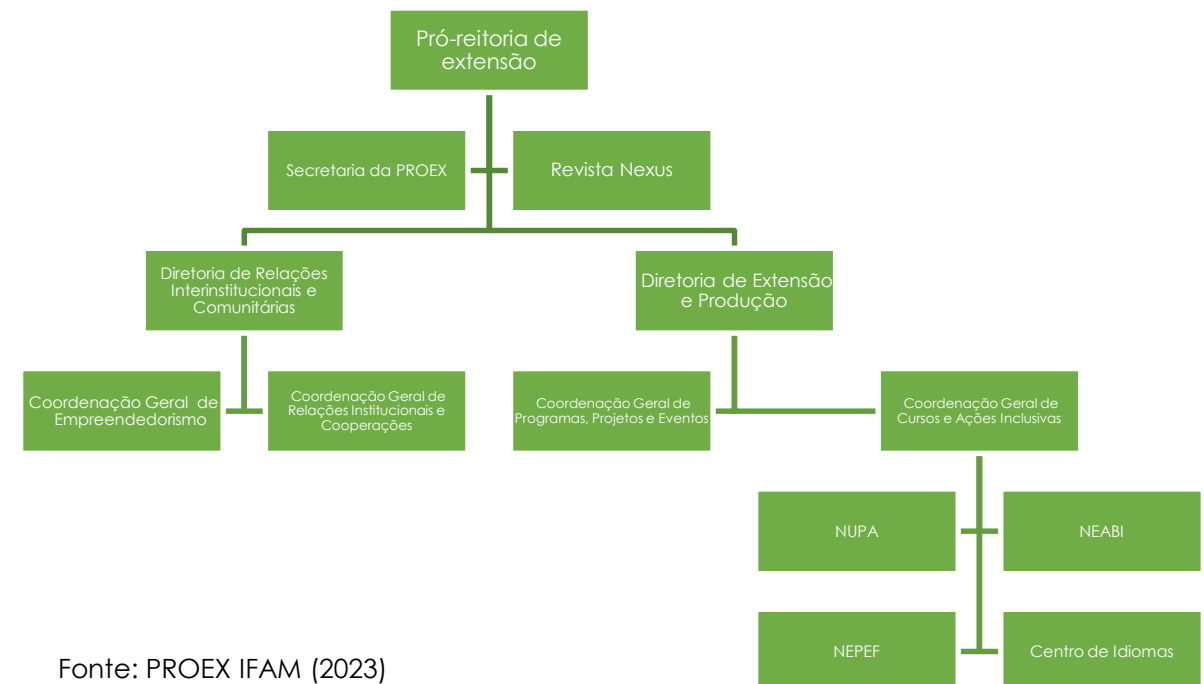 Pró-reitoria de
extensão
Secretaria da PROEX
Revista Nexus
Diretoria de Relações
Interinstitucionais e
Comunitárias
Diretoria de Extensão
e Produção
Coordenação Geral de
Empreendedorismo
Coordenação Geral de
Relações Institucionais e
Cooperações
Coordenação Geral de
Programas, Projetos e Eventos
Coordenação Geral de
Cursos e Ações Inclusivas
NUPA
NEABI
NEPEF
Centro de Idiomas
Fonte: PROEX IFAM (2023)